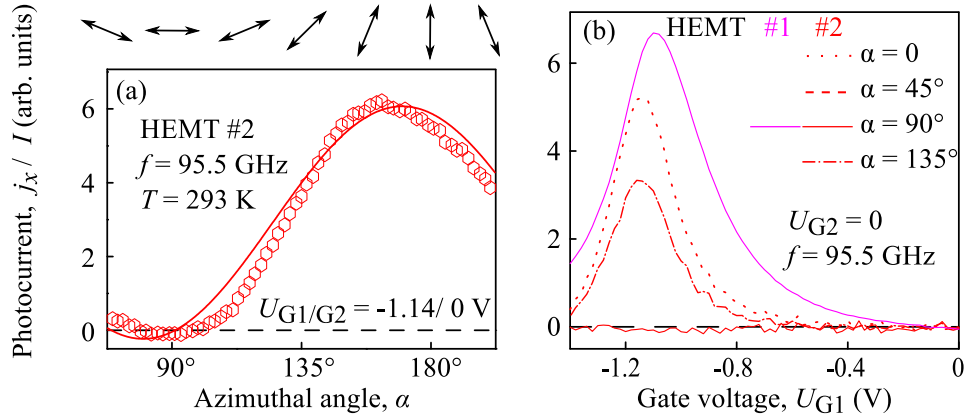 (a)
HEMT #2
f = 95.5 GHz
T = 293 K
U_G1/G2 = -1.14/ 0 V
Photocurrent, j_x / I (arb. units)
6
4
2
0
90°
135°
180°
Azimuthal angle, α
(b)
HEMT #1 #2
α = 0
α = 45°
α = 90°
α = 135°
U_G2 = 0
f = 95.5 GHz
6
4
2
0
-1.2
-0.8
-0.4
0
Gate voltage, U_G1 (V)